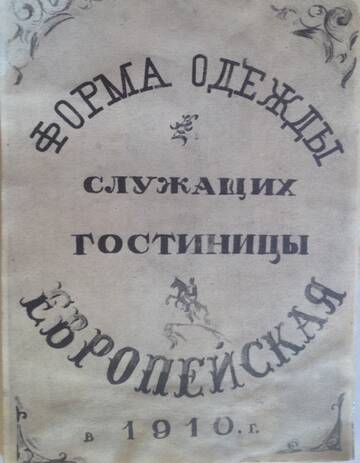 ФОРМА ОДЕЖДЫ
СЛУЖАЩИХ
ГОСТИНИЦЫ
ЕВРОПЕЙСКАЯ
в 1910. г.